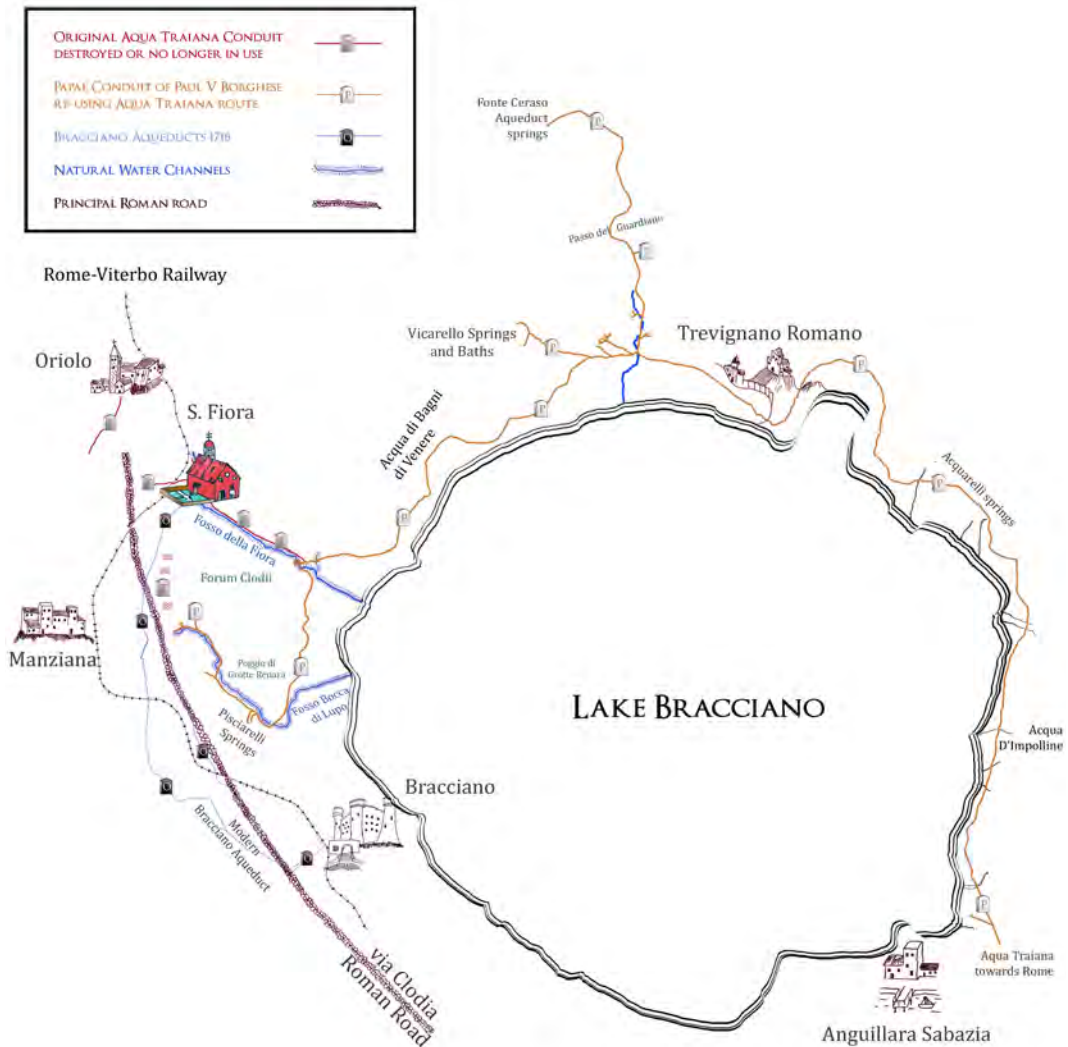 ORIGINAL AQUA TRAIANA CONDUIT
DESTROYED OR NO LONGER IN USE
PAPAL CONDUIT OF PAUL V BORGHESE
RE-USING AQUA TRAIANA ROUTE
P
BRACCIANO AQUEDUCTS 1716
O
NATURAL WATER CHANNELS
PRINCIPAL ROMAN ROAD
Fonte Ceraso
Aqueduct
springs
P
Passo del Guardiano
Rome-Viterbo Railway
Oriolo
Vicarello Springs
and Baths
P
Trevignano Romano
P
S. Fiora
P
Acqua di Bagni
di Venere
Acquarelli springs
P
P
O
Fosso della Fiora
Forum Clodii
P
O
Manziana
Poggio di
Grotte Renara
P
Fosso Bocca
di Lupo
Pisciarelli
Springs
LAKE BRACCIANO
Acqua
D'Impolline
O
O
Bracciano
Modern
Bracciano Aqueduct
O
P
via Clodia
Roman Road
Aqua Traiana
towards Rome
Anguillara Sabazia